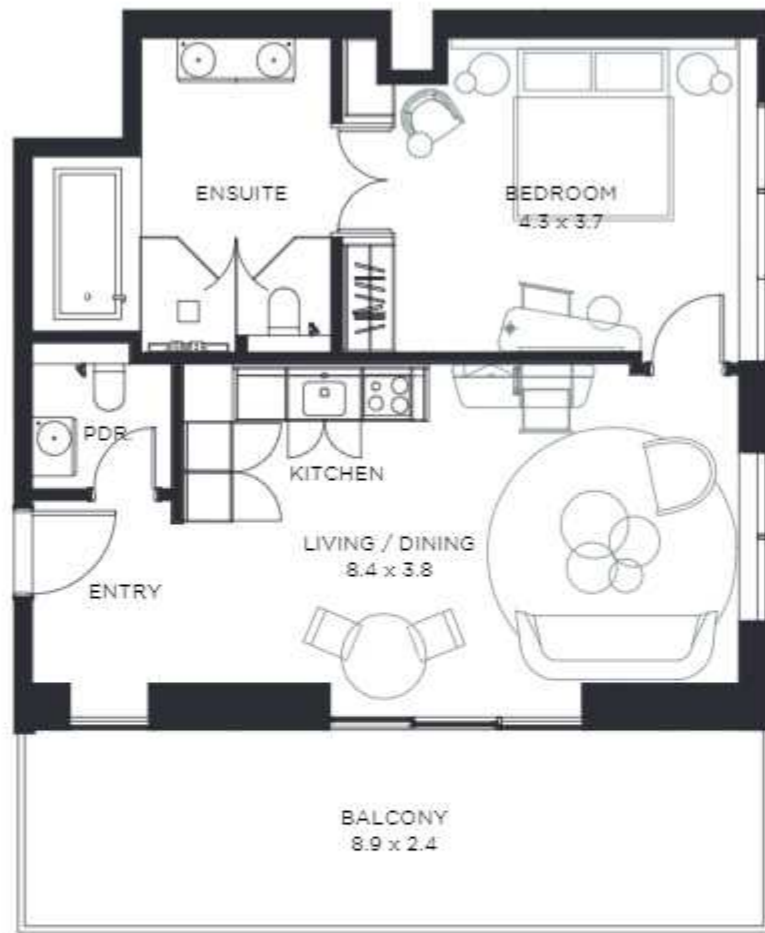 ENSUITE
BEDROOM
4.3 x 3.7
PDR
KITCHEN
LIVING / DINING
8.4 x 3.8
ENTRY
BALCONY
8.9 x 2.4